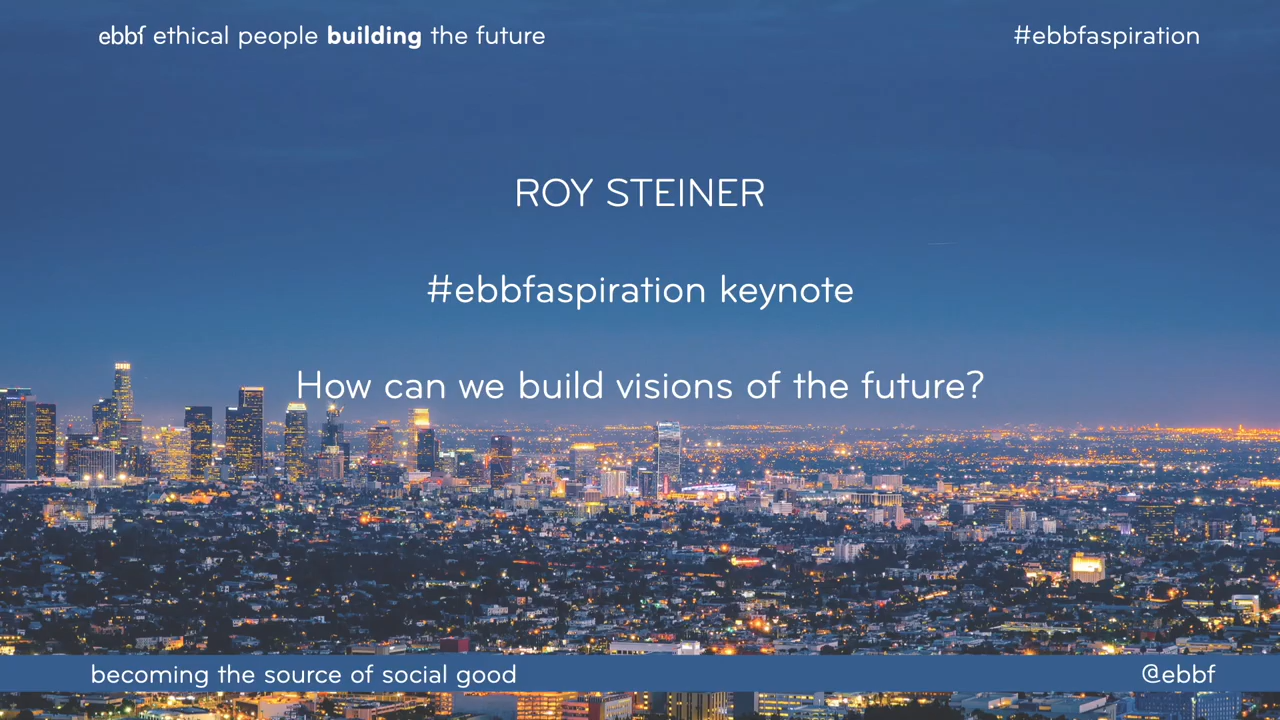 ebbf ethical people building the future
#ebbfaspiration
ROY STEINER
#ebbfaspiration keynote
How can we build visions of the future?
becoming the source of social good
@ebbf